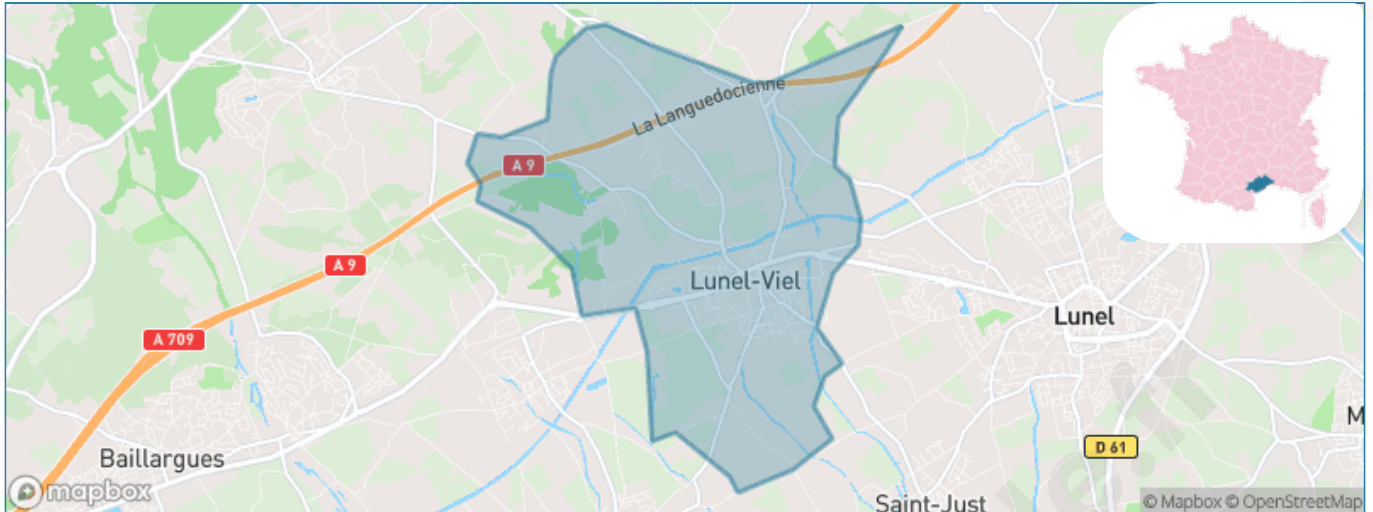 La Languedocienne
A 9
A 9
Lunel-Viel
Lunel
A 709
D 61
M
Baillargues
mapbox
Saint-Just
© Mapbox © OpenStreetMap